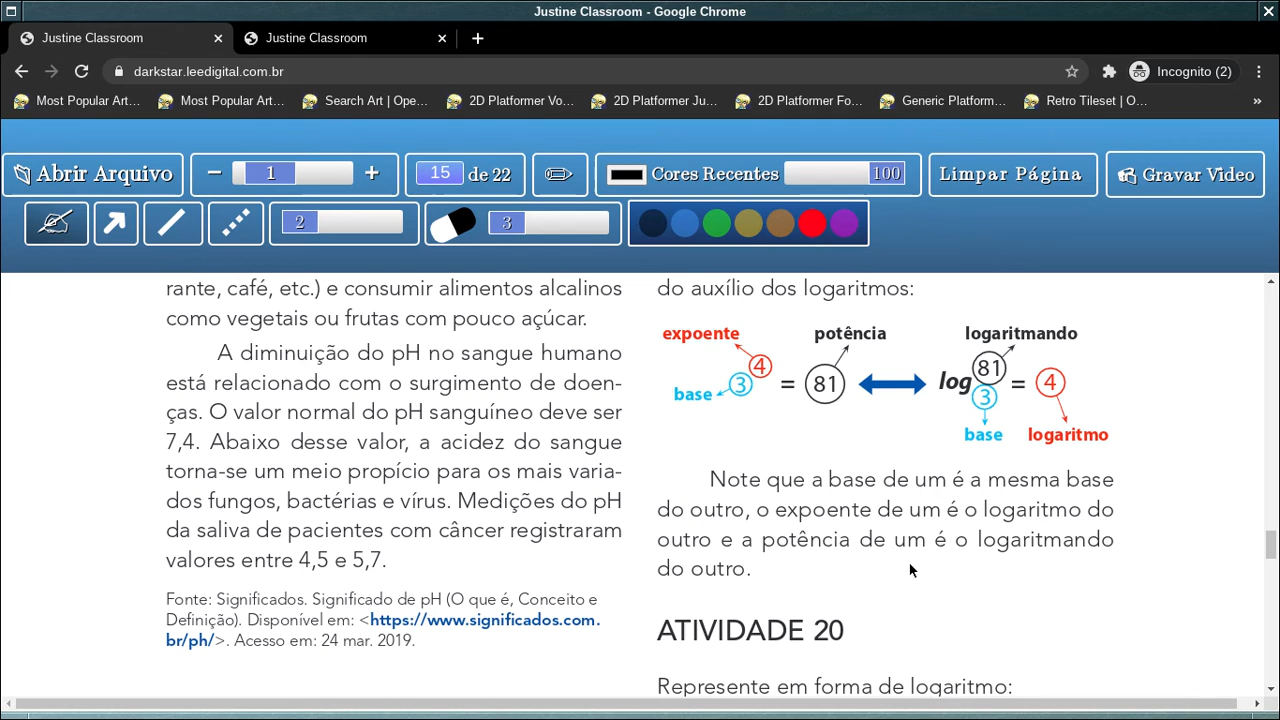 Justine Classroom - Google Chrome
Justine Classroom
Justine Classroom
darkstar.leedigital.com.br
Incognito (2)
Most Popular Art…
Most Popular Art…
Search Art | Ope…
2D Platformer Vo…
2D Platformer Ju…
2D Platformer Fo…
Generic Platform…
Retro Tileset | O…
»
Abrir Arquivo
− 1 +
15 de 22
Cores Recentes 100
Limpar Página
Gravar Video
2
3
rante, café, etc.) e consumir alimentos alcalinos
como vegetais ou frutas com pouco açúcar.
A diminuição do pH no sangue humano
está relacionado com o surgimento de doen-
ças. O valor normal do pH sanguíneo deve ser
7,4. Abaixo desse valor, a acidez do sangue
torna-se um meio propício para os mais varia-
dos fungos, bactérias e vírus. Medições do pH
da saliva de pacientes com câncer registraram
valores entre 4,5 e 5,7.
Fonte: Significados. Significado de pH (O que é, Conceito e
Definição). Disponível em: <https://www.significados.com.
br/ph/>. Acesso em: 24 mar. 2019.
do auxílio dos logaritmos:
expoente potência logaritmando
base 3 4 = 81 log 81 3 = 4
base logaritmo
Note que a base de um é a mesma base
do outro, o expoente de um é o logaritmo do
outro e a potência de um é o logaritmando
do outro.
ATIVIDADE 20
Represente em forma de logaritmo: